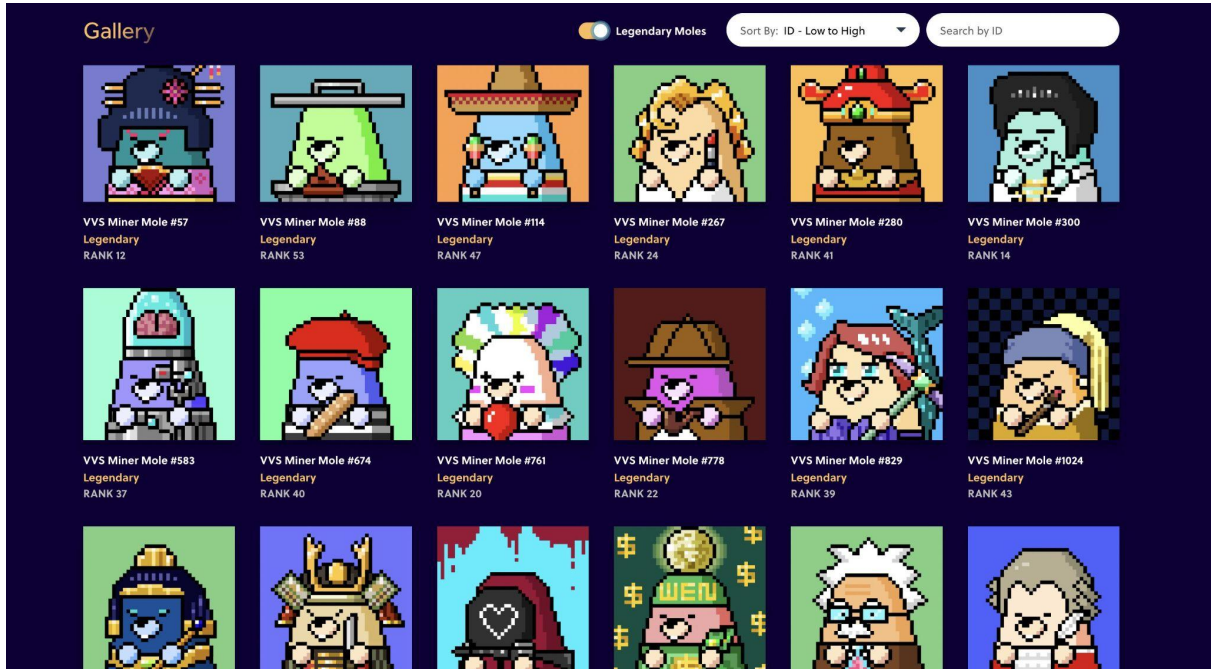 Gallery
Legendary Moles
Sort By: ID - Low to High
Search by ID
VVS Miner Mole #57
Legendary
RANK 12
VVS Miner Mole #88
Legendary
RANK 53
VVS Miner Mole #114
Legendary
RANK 47
VVS Miner Mole #267
Legendary
RANK 24
VVS Miner Mole #280
Legendary
RANK 41
VVS Miner Mole #300
Legendary
RANK 14
VVS Miner Mole #583
Legendary
RANK 37
VVS Miner Mole #674
Legendary
RANK 40
VVS Miner Mole #761
Legendary
RANK 20
VVS Miner Mole #778
Legendary
RANK 22
VVS Miner Mole #829
Legendary
RANK 39
VVS Miner Mole #1024
Legendary
RANK 43
$ $
$ WEN
$ $